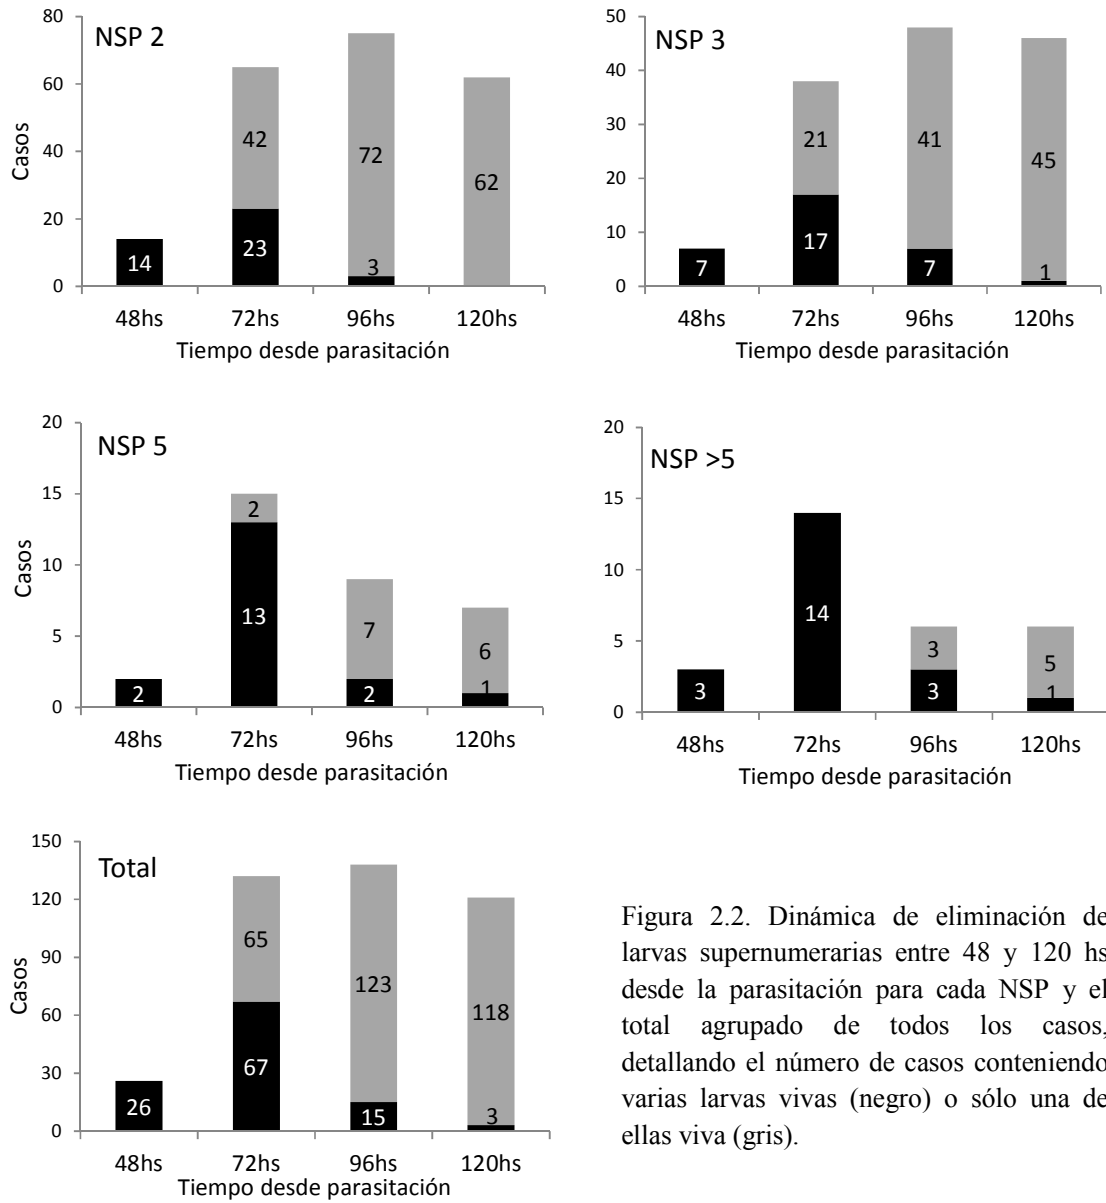 NSP 2
Casos
80
60
40
20
0
42
72
62
14
23
3
48hs 72hs 96hs 120hs
Tiempo desde parasitación
NSP 3
50
40
30
20
10
0
21
41
45
7
17
7
1
48hs 72hs 96hs 120hs
Tiempo desde parasitación
NSP 5
Casos
20
15
10
5
0
2
7
6
2
13
2
1
48hs 72hs 96hs 120hs
Tiempo desde parasitación
NSP >5
20
15
10
5
0
3
5
3
14
3
1
48hs 72hs 96hs 120hs
Tiempo desde parasitación
Total
Casos
150
120
90
60
30
0
65
123
118
26
67
15
3
48hs 72hs 96hs 120hs
Tiempo desde parasitación
Figura 2.2. Dinámica de eliminación de
larvas supernumerarias entre 48 y 120 hs
desde la parasitación para cada NSP y el
total agrupado de todos los casos,
detallando el número de casos conteniendo
varias larvas vivas (negro) o sólo una de
ellas viva (gris).